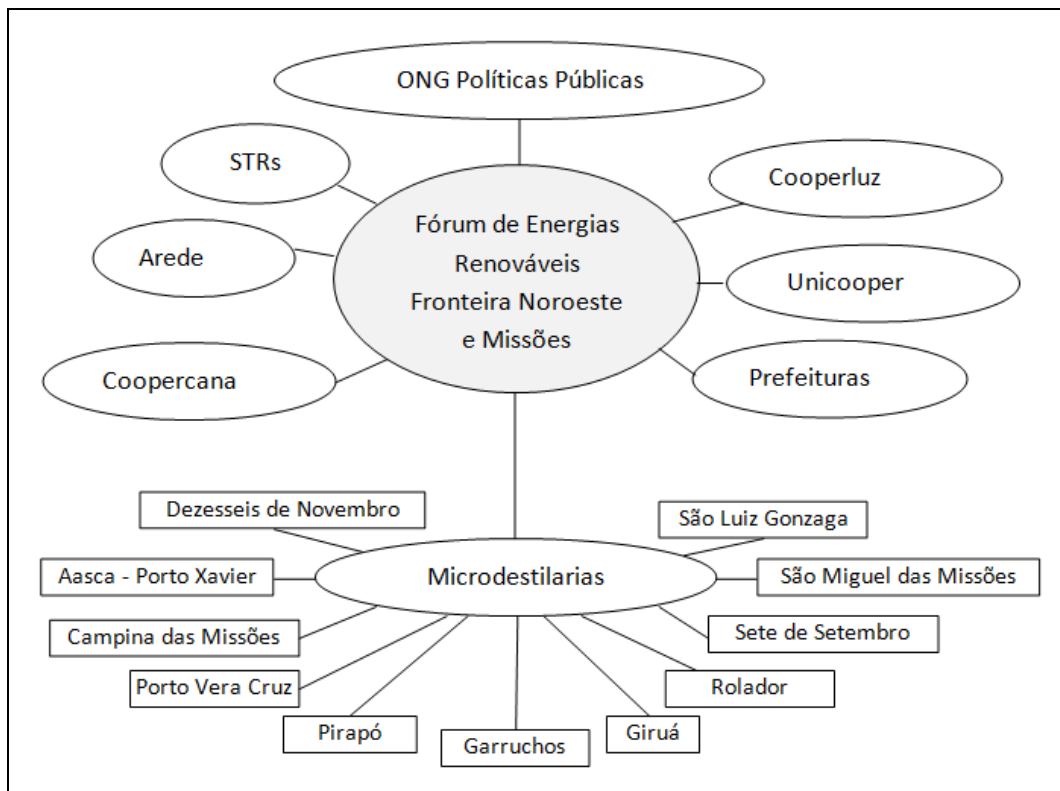 ONG Políticas Públicas
STRs
Cooperluz
Fórum de Energias
Renováveis
Fronteira Noroeste
e Missões
Arede
Unicooper
Coopercana
Prefeituras
Dezesseis de Novembro
São Luiz Gonzaga
Aasca - Porto Xavier
Microdestilarias
São Miguel das Missões
Campina das Missões
Sete de Setembro
Porto Vera Cruz
Rolador
Pirapó
Garruchos
Giruá